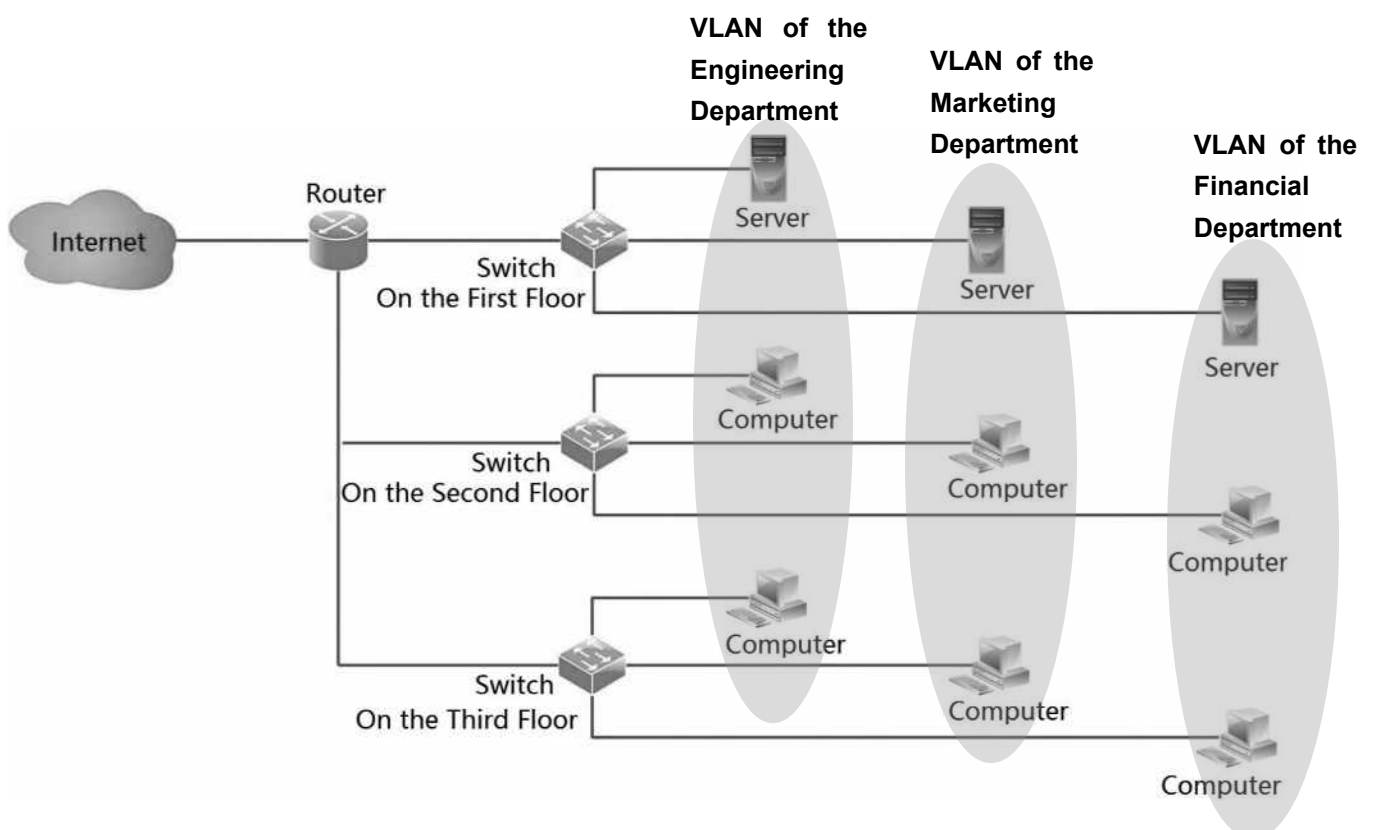 VLAN of the
Engineering
Department
VLAN of the
Marketing
Department
VLAN of the
Financial
Department
Internet
Router
Switch
On the First Floor
Server
Server
Server
Switch
On the Second Floor
Computer
Computer
Computer
Switch
On the Third Floor
Computer
Computer
Computer